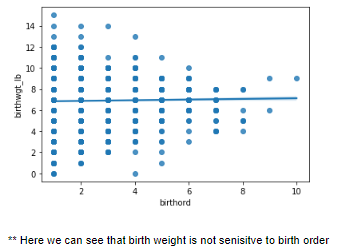 14
12
10
8
6
4
2
0
birthwgt_lb
2 4 6 8 10
birthord
** Here we can see that birth weight is not senisitve to birth order